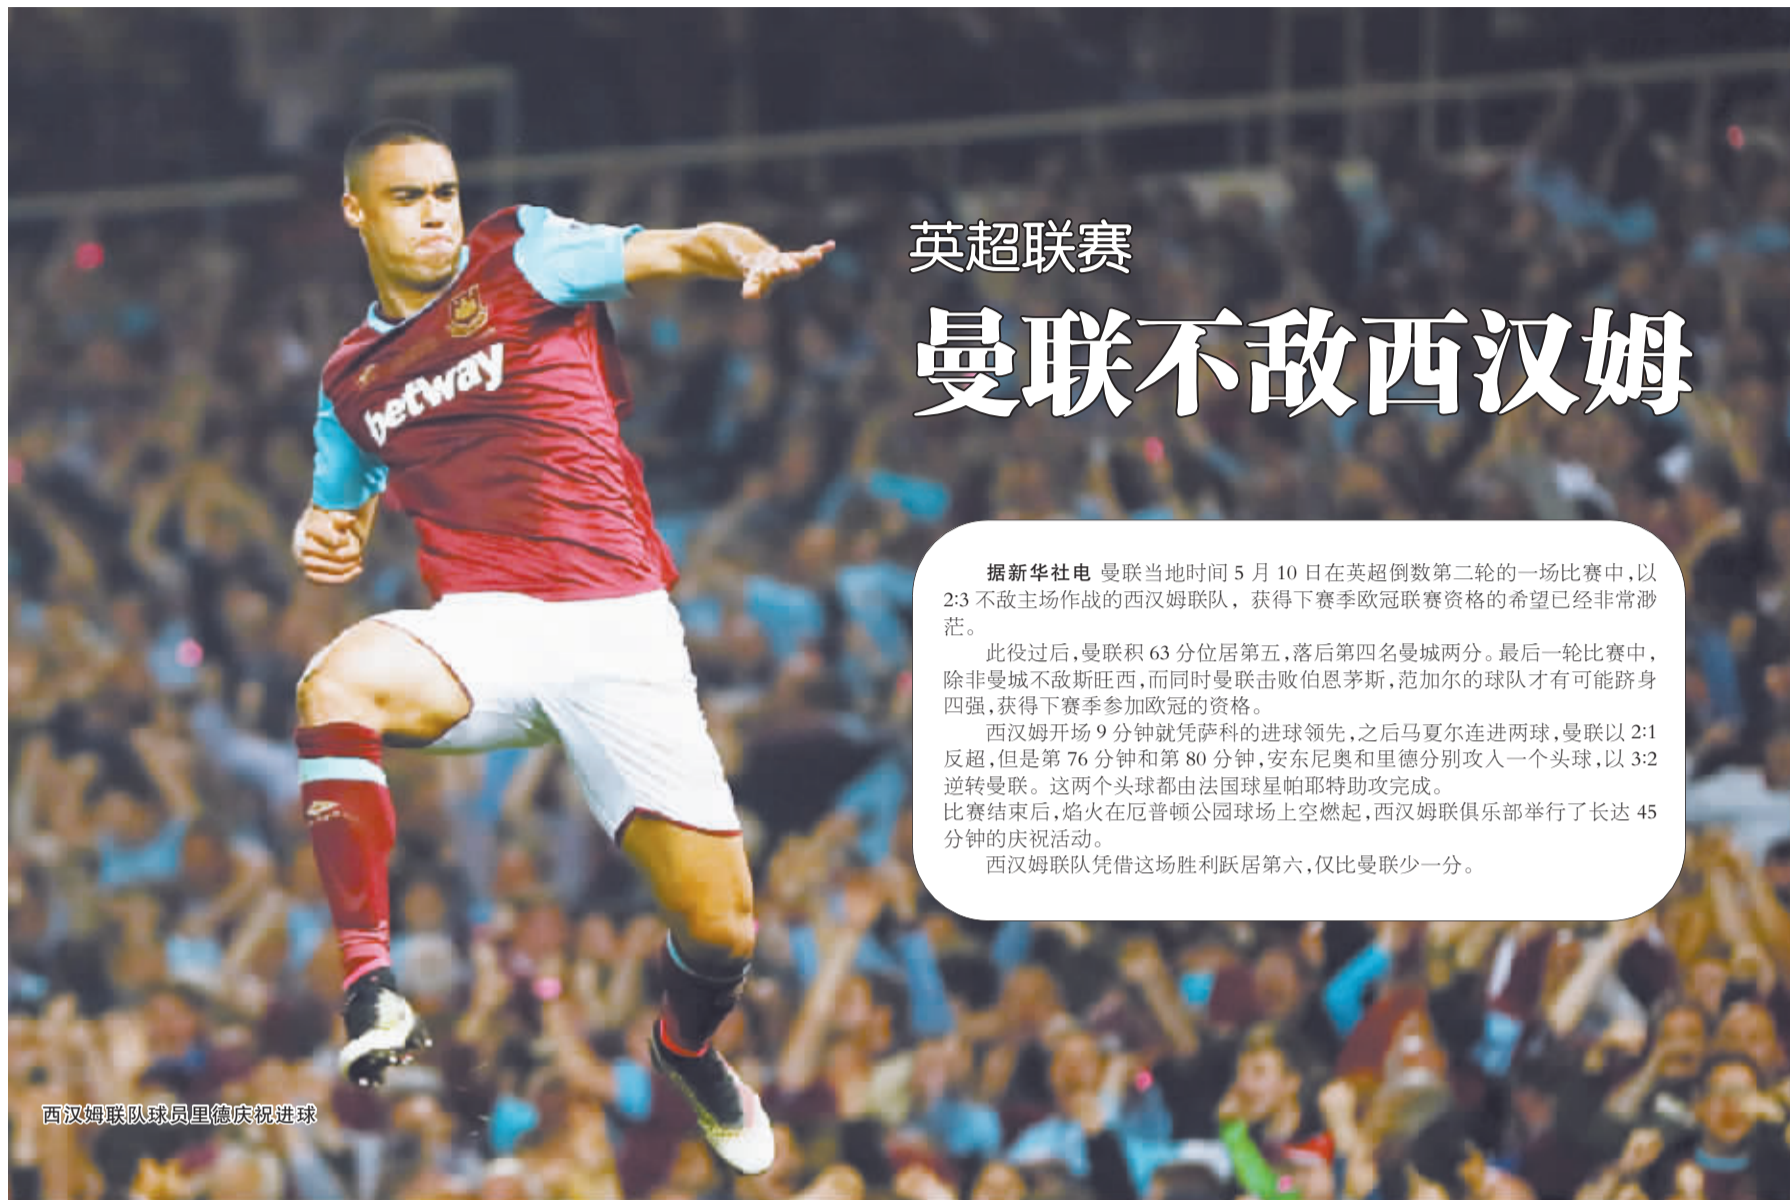 英超联赛
曼联不敌西汉姆
betway
据新华社电 曼联当地时间 5 月 10 日在英超倒数第二轮的一场比赛中,以
2:3 不敌主场作战的西汉姆联队，获得下赛季欧冠联赛资格的希望已经非常渺
茫。
此役过后,曼联积 63 分位居第五,落后第四名曼城两分。最后一轮比赛中,
除非曼城不敌斯旺西,而同时曼联击败伯恩茅斯,范加尔的球队才有可能跻身
四强,获得下赛季参加欧冠的资格。
西汉姆开场 9 分钟就凭萨科的进球领先,之后马夏尔连进两球,曼联以 2:1
反超,但是第 76 分钟和第 80 分钟,安东尼奥和里德分别攻入一个头球,以 3:2
逆转曼联。这两个头球都由法国球星帕耶特助攻完成。
比赛结束后,焰火在厄普顿公园球场上空燃起,西汉姆联俱乐部举行了长达 45
分钟的庆祝活动。
西汉姆联队凭借这场胜利跃居第六,仅比曼联少一分。
西汉姆联队球员里德庆祝进球